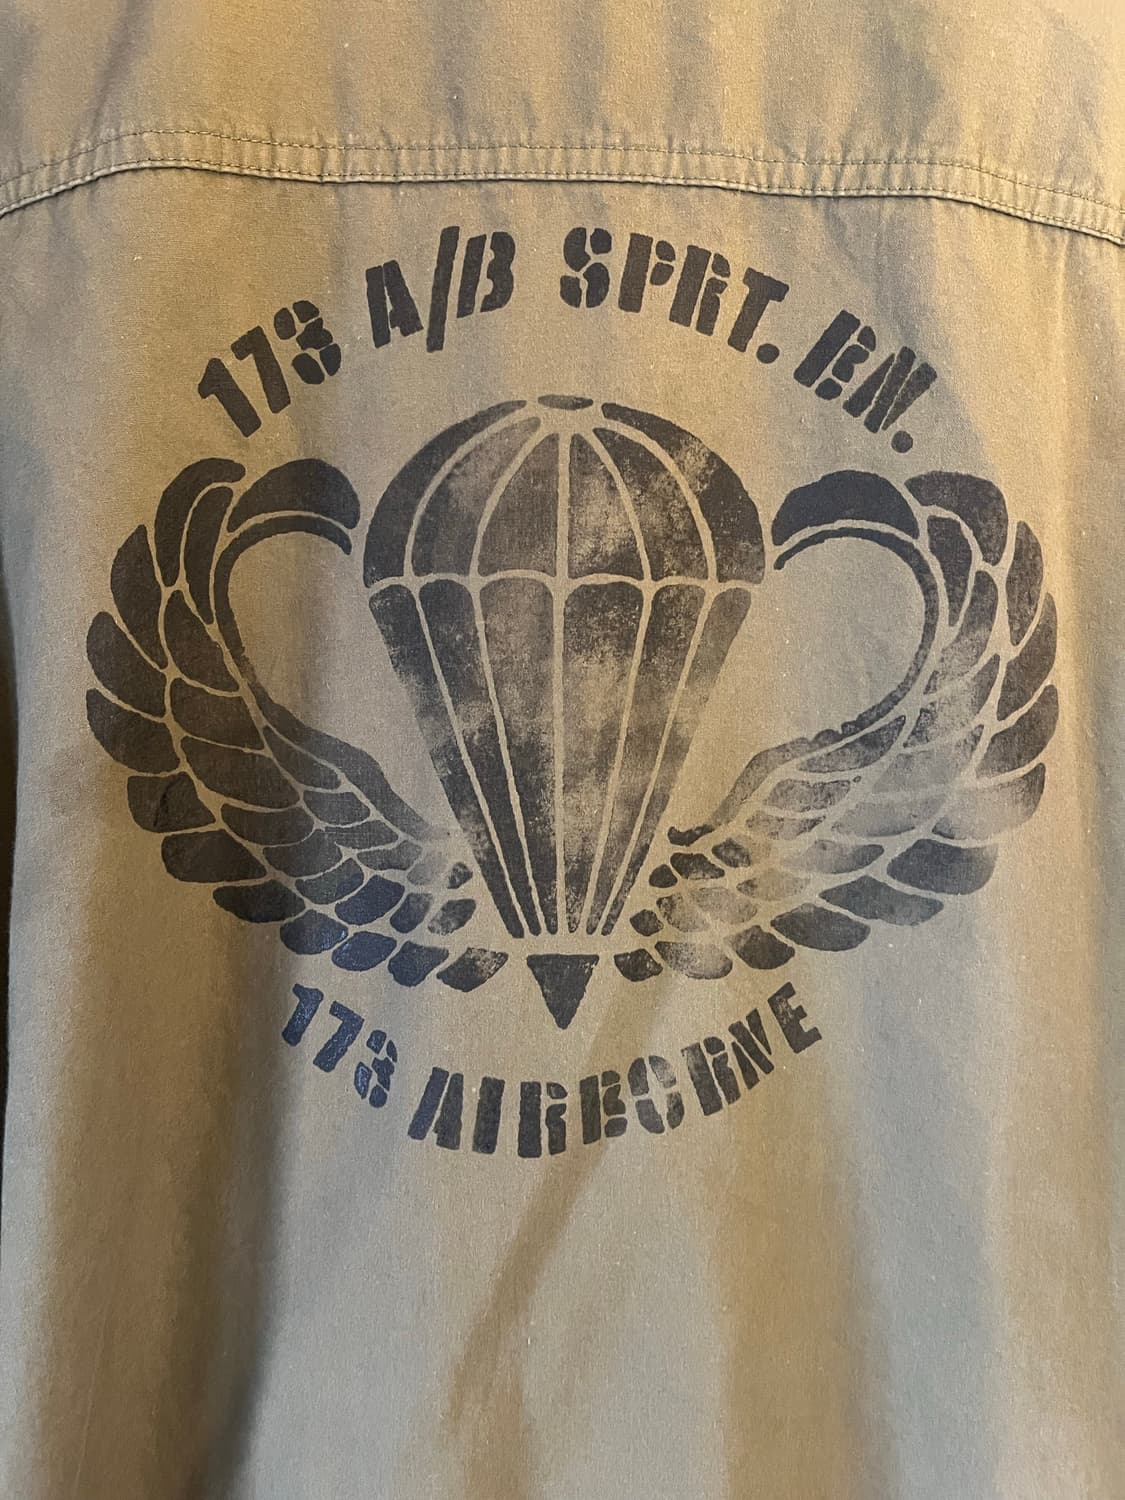 173 A/B SPRT. BN.
173 AIRBORNE